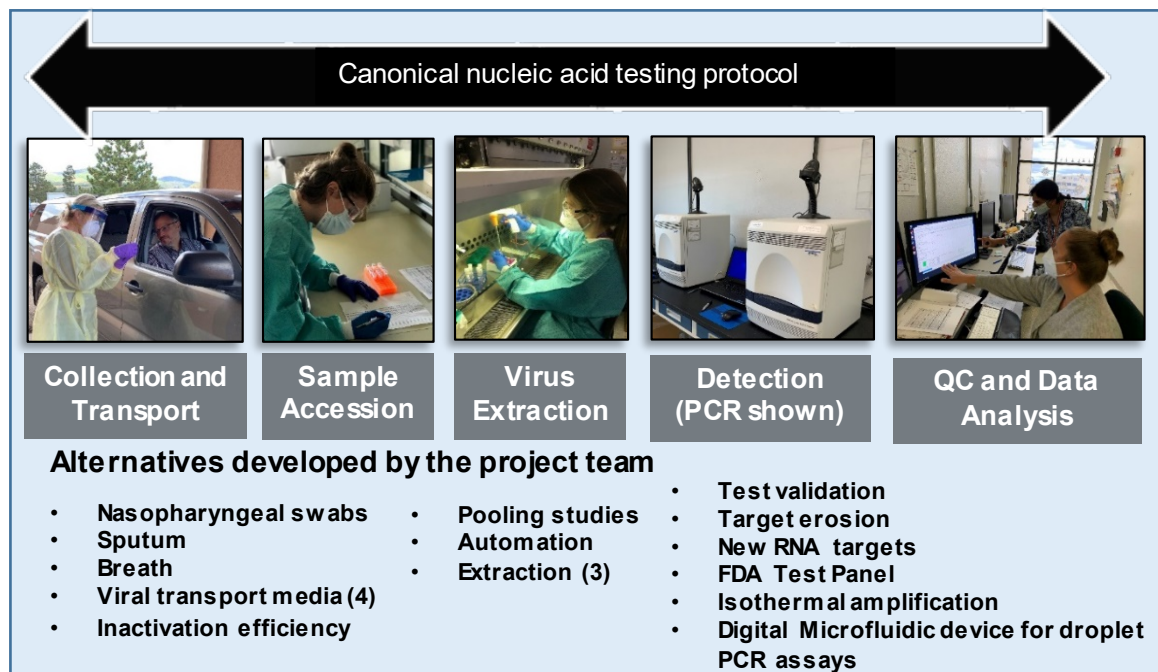 Canonical nucleic acid testing protocol
Collection and
Transport
Sample
Accession
Virus
Extraction
Detection
(PCR shown)
QC and Data
Analysis
Alternatives developed by the project team
• Nasopharyngeal swabs
• Sputum
• Breath
• Viral transport media (4)
• Inactivation efficiency
• Pooling studies
• Automation
• Extraction (3)
• Test validation
• Target erosion
• New RNA targets
• FDA Test Panel
• Isothermal amplification
• Digital Microfluidic device for droplet
PCR assays